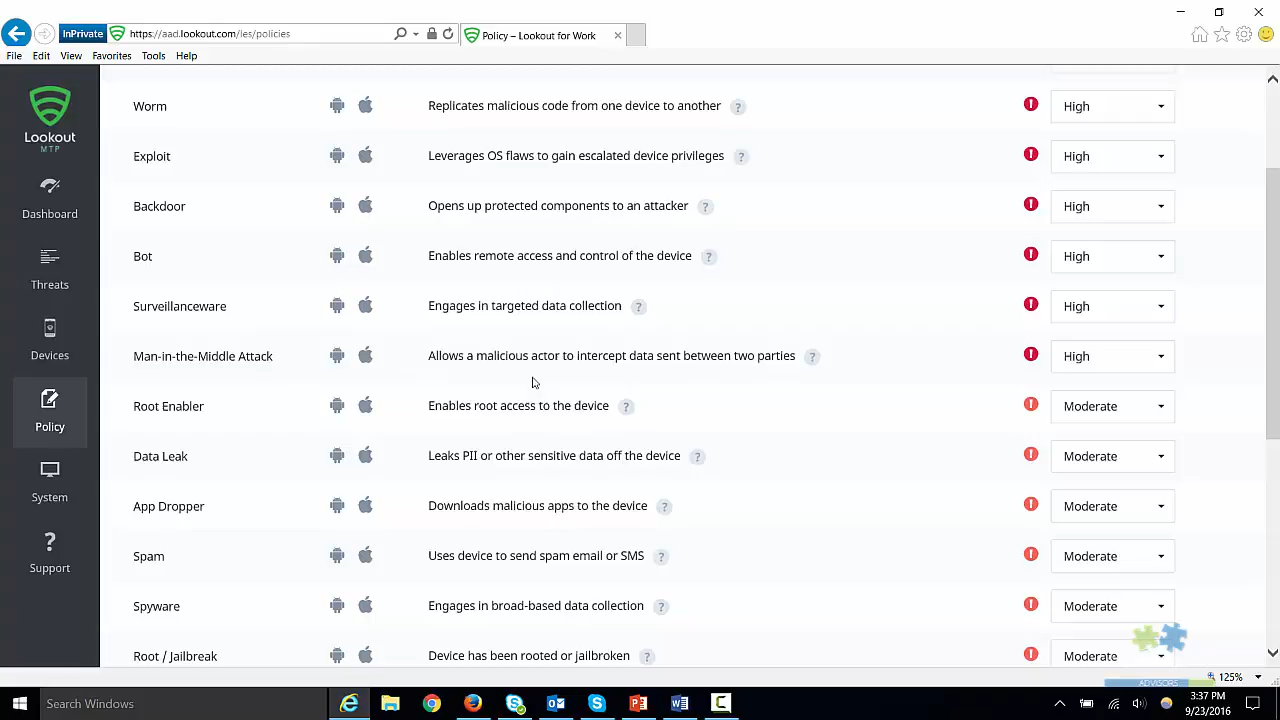 InPrivate https://aad.lookout.com/les/policies Policy – Lookout for Work
File Edit View Favorites Tools Help
Lookout
MTP
Dashboard
Threats
Devices
Policy
System
? Support
Worm Replicates malicious code from one device to another ? High
Exploit Leverages OS flaws to gain escalated device privileges ? High
Backdoor Opens up protected components to an attacker ? High
Bot Enables remote access and control of the device ? High
Surveillanceware Engages in targeted data collection ? High
Man-in-the-Middle Attack Allows a malicious actor to intercept data sent between two parties ? High
Root Enabler Enables root access to the device ? Moderate
Data Leak Leaks PII or other sensitive data off the device ? Moderate
App Dropper Downloads malicious apps to the device ? Moderate
Spam Uses device to send spam email or SMS ? Moderate
Spyware Engages in broad-based data collection ? Moderate
Root / Jailbreak Device has been rooted or jailbroken ? Moderate
ADVISORS
125%
Search Windows
3:37 PM
9/23/2016